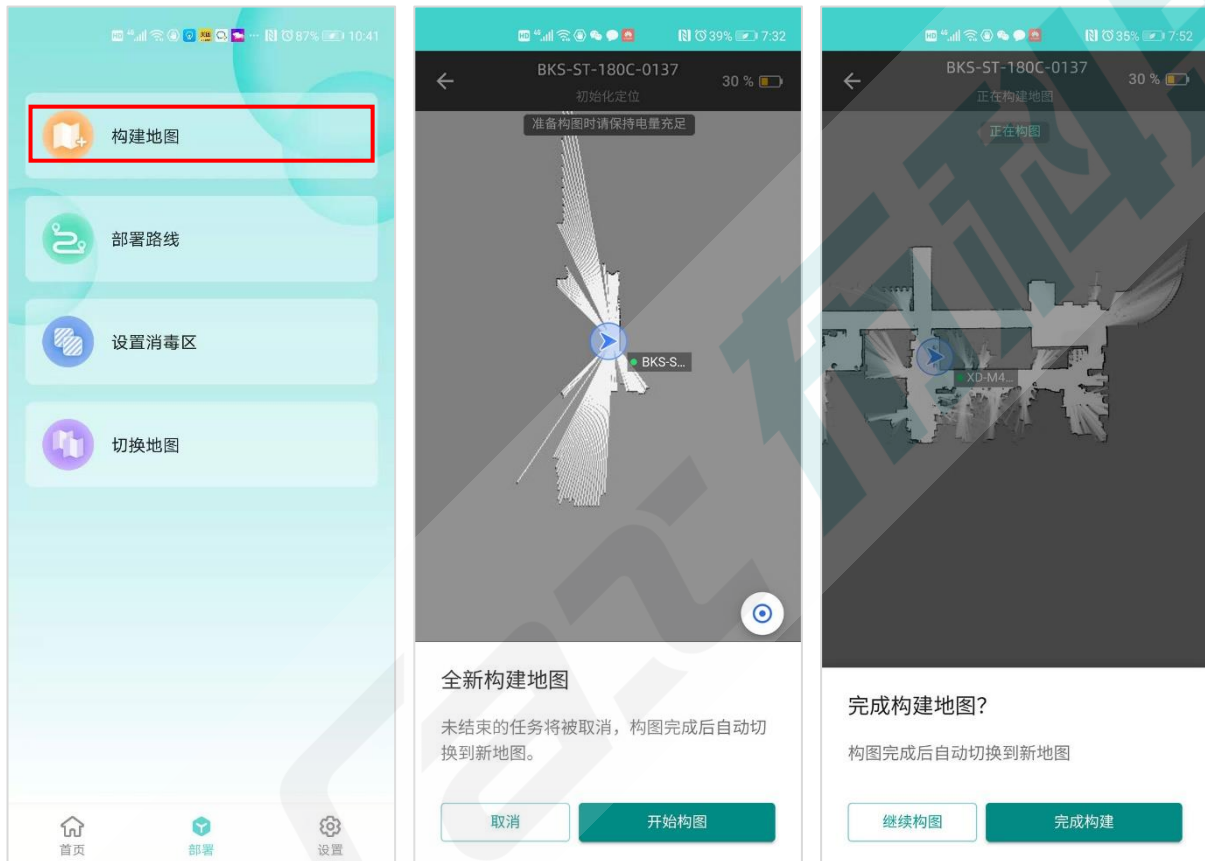 87% 10:41
构建地图
部署路线
设置消毒区
切换地图
首页
部署
设置
39% 7:32
BKS-ST-180C-0137
30 %
初始化定位
准备构图时请保持电量充足
BKS-S...
全新构建地图
未结束的任务将被取消，构图完成后自动切
换到新地图。
取消
开始构图
35% 7:52
BKS-ST-180C-0137
30 %
正在构建地图
正在构图
XD-M4...
完成构建地图？
构图完成后自动切换到新地图
继续构图
完成构建